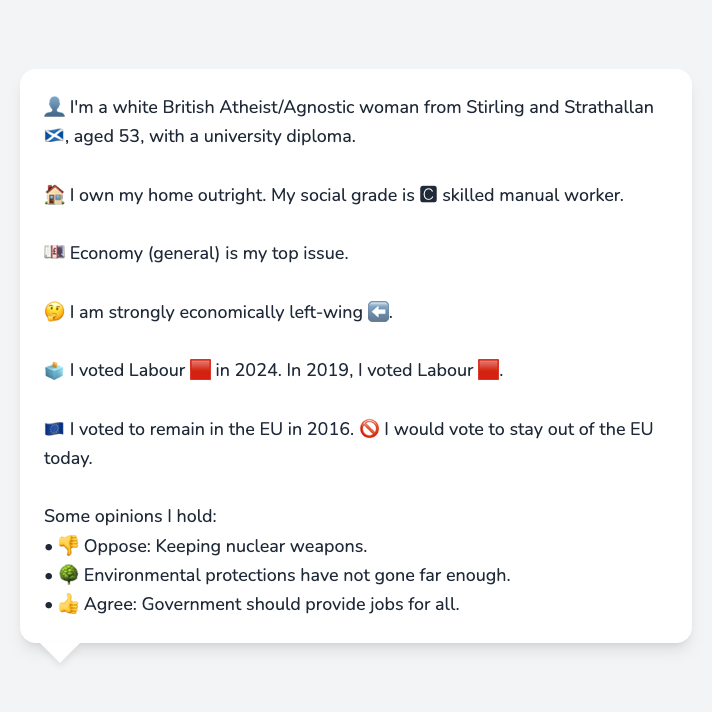 👤 I'm a white British Atheist/Agnostic woman from Stirling and Strathallan
🏴󠁧󠁢󠁳󠁣󠁴󠁿, aged 53, with a university diploma.
🏠 I own my home outright. My social grade is 🅲 skilled manual worker.
💷 Economy (general) is my top issue.
🤔 I am strongly economically left-wing ⬅️.
🗳️ I voted Labour 🟥 in 2024. In 2019, I voted Labour 🟥.
🇪🇺 I voted to remain in the EU in 2016. 🚫 I would vote to stay out of the EU
today.
Some opinions I hold:
• 👎 Oppose: Keeping nuclear weapons.
• 🌳 Environmental protections have not gone far enough.
• 👍 Agree: Government should provide jobs for all.